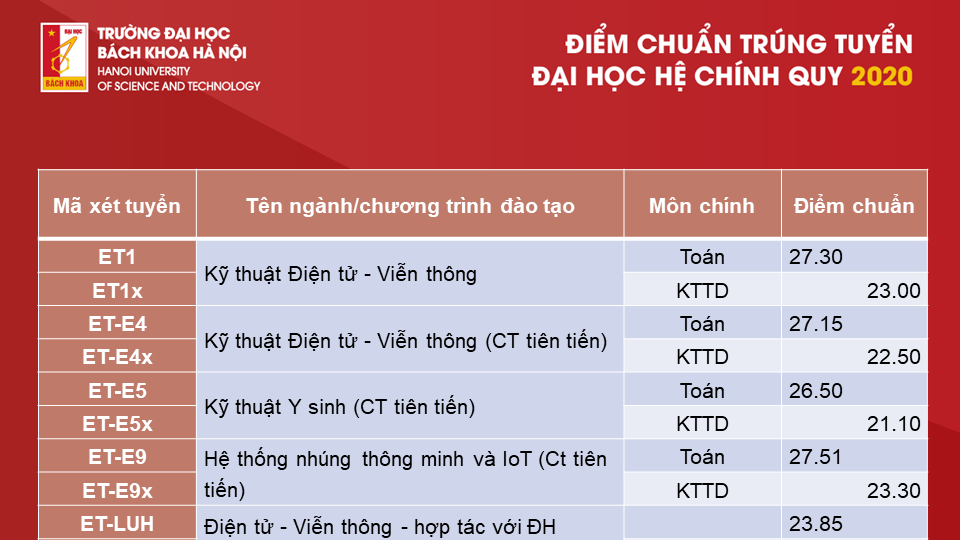 ĐẠI HỌC
BÁCH KHOA
TRƯỜNG ĐẠI HỌC
BÁCH KHOA HÀ NỘI
HANOI UNIVERSITY
OF SCIENCE AND TECHNOLOGY
ĐIỂM CHUẨN TRÚNG TUYỂN
ĐẠI HỌC HỆ CHÍNH QUY 2020
Mã xét tuyển Tên ngành/chương trình đào tạo Môn chính Điểm chuẩn
ET1 Kỹ thuật Điện tử - Viễn thông Toán 27.30
ET1x KTTD 23.00
ET-E4 Kỹ thuật Điện tử - Viễn thông (CT tiên tiến) Toán 27.15
ET-E4x KTTD 22.50
ET-E5 Kỹ thuật Y sinh (CT tiên tiến) Toán 26.50
ET-E5x KTTD 21.10
ET-E9 Hệ thống nhúng thông minh và IoT (Ct tiên Toán 27.51
ET-E9x tiến) KTTD 23.30
ET-LUH Điện tử - Viễn thông - hợp tác với ĐH 23.85